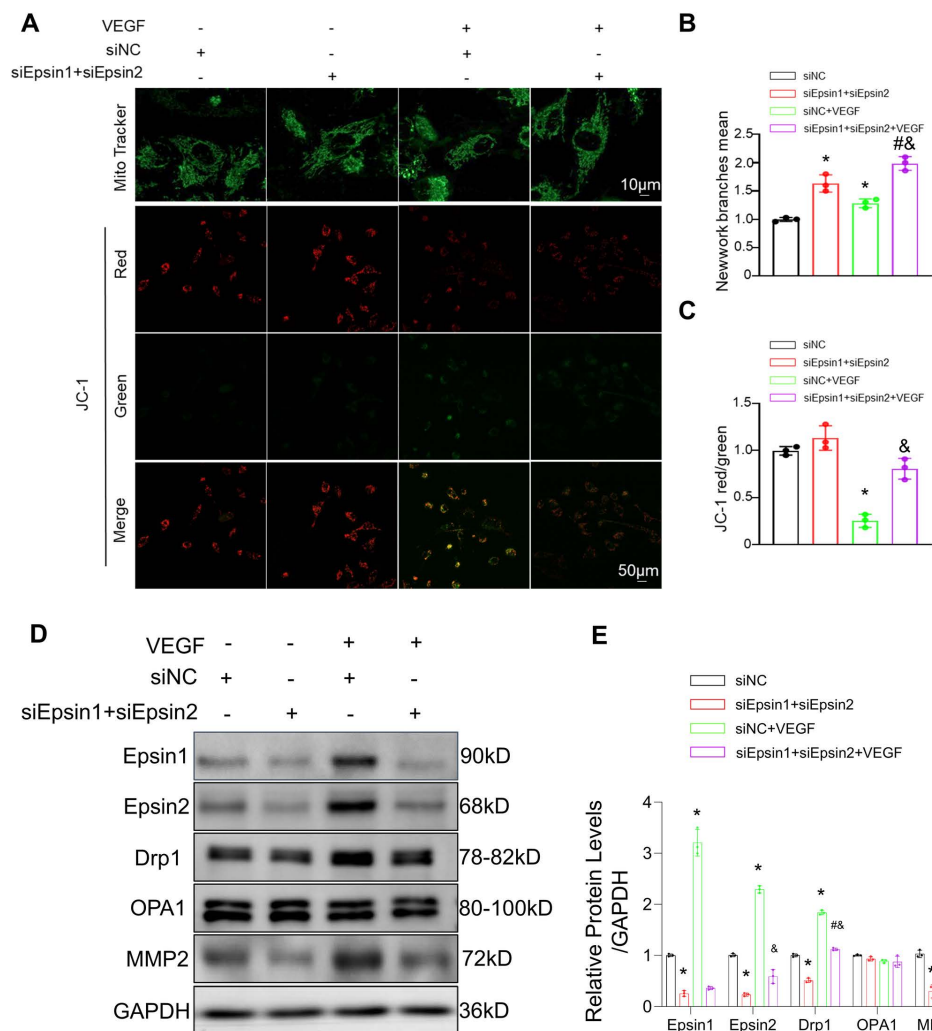 A
VEGF - - + +
siNC + - + -
siEpsin1+siEpsin2 - + - +
Mito Tracker
10μm
JC-1
Red
Green
Merge
50μm
B
siNC
siEpsin1+siEpsin2
siNC+VEGF
siEpsin1+siEpsin2+VEGF
Newwork branches mean
2.5
2.0
1.5
1.0
0.5
0
* * #&
C
siNC
siEpsin1+siEpsin2
siNC+VEGF
siEpsin1+siEpsin2+VEGF
JC-1 red/green
1.5
1.0
0.5
0
* &
D
VEGF - - + +
siNC + - + -
siEpsin1+siEpsin2 - + - +
Epsin1 90kD
Epsin2 68kD
Drp1 78-82kD
OPA1 80-100kD
MMP2 72kD
GAPDH 36kD
E
siNC
siEpsin1+siEpsin2
siNC+VEGF
siEpsin1+siEpsin2+VEGF
Relative Protein Levels
/GAPDH
4
3
2
1
0
* * * & * * #& *
Epsin1 Epsin2 Drp1 OPA1